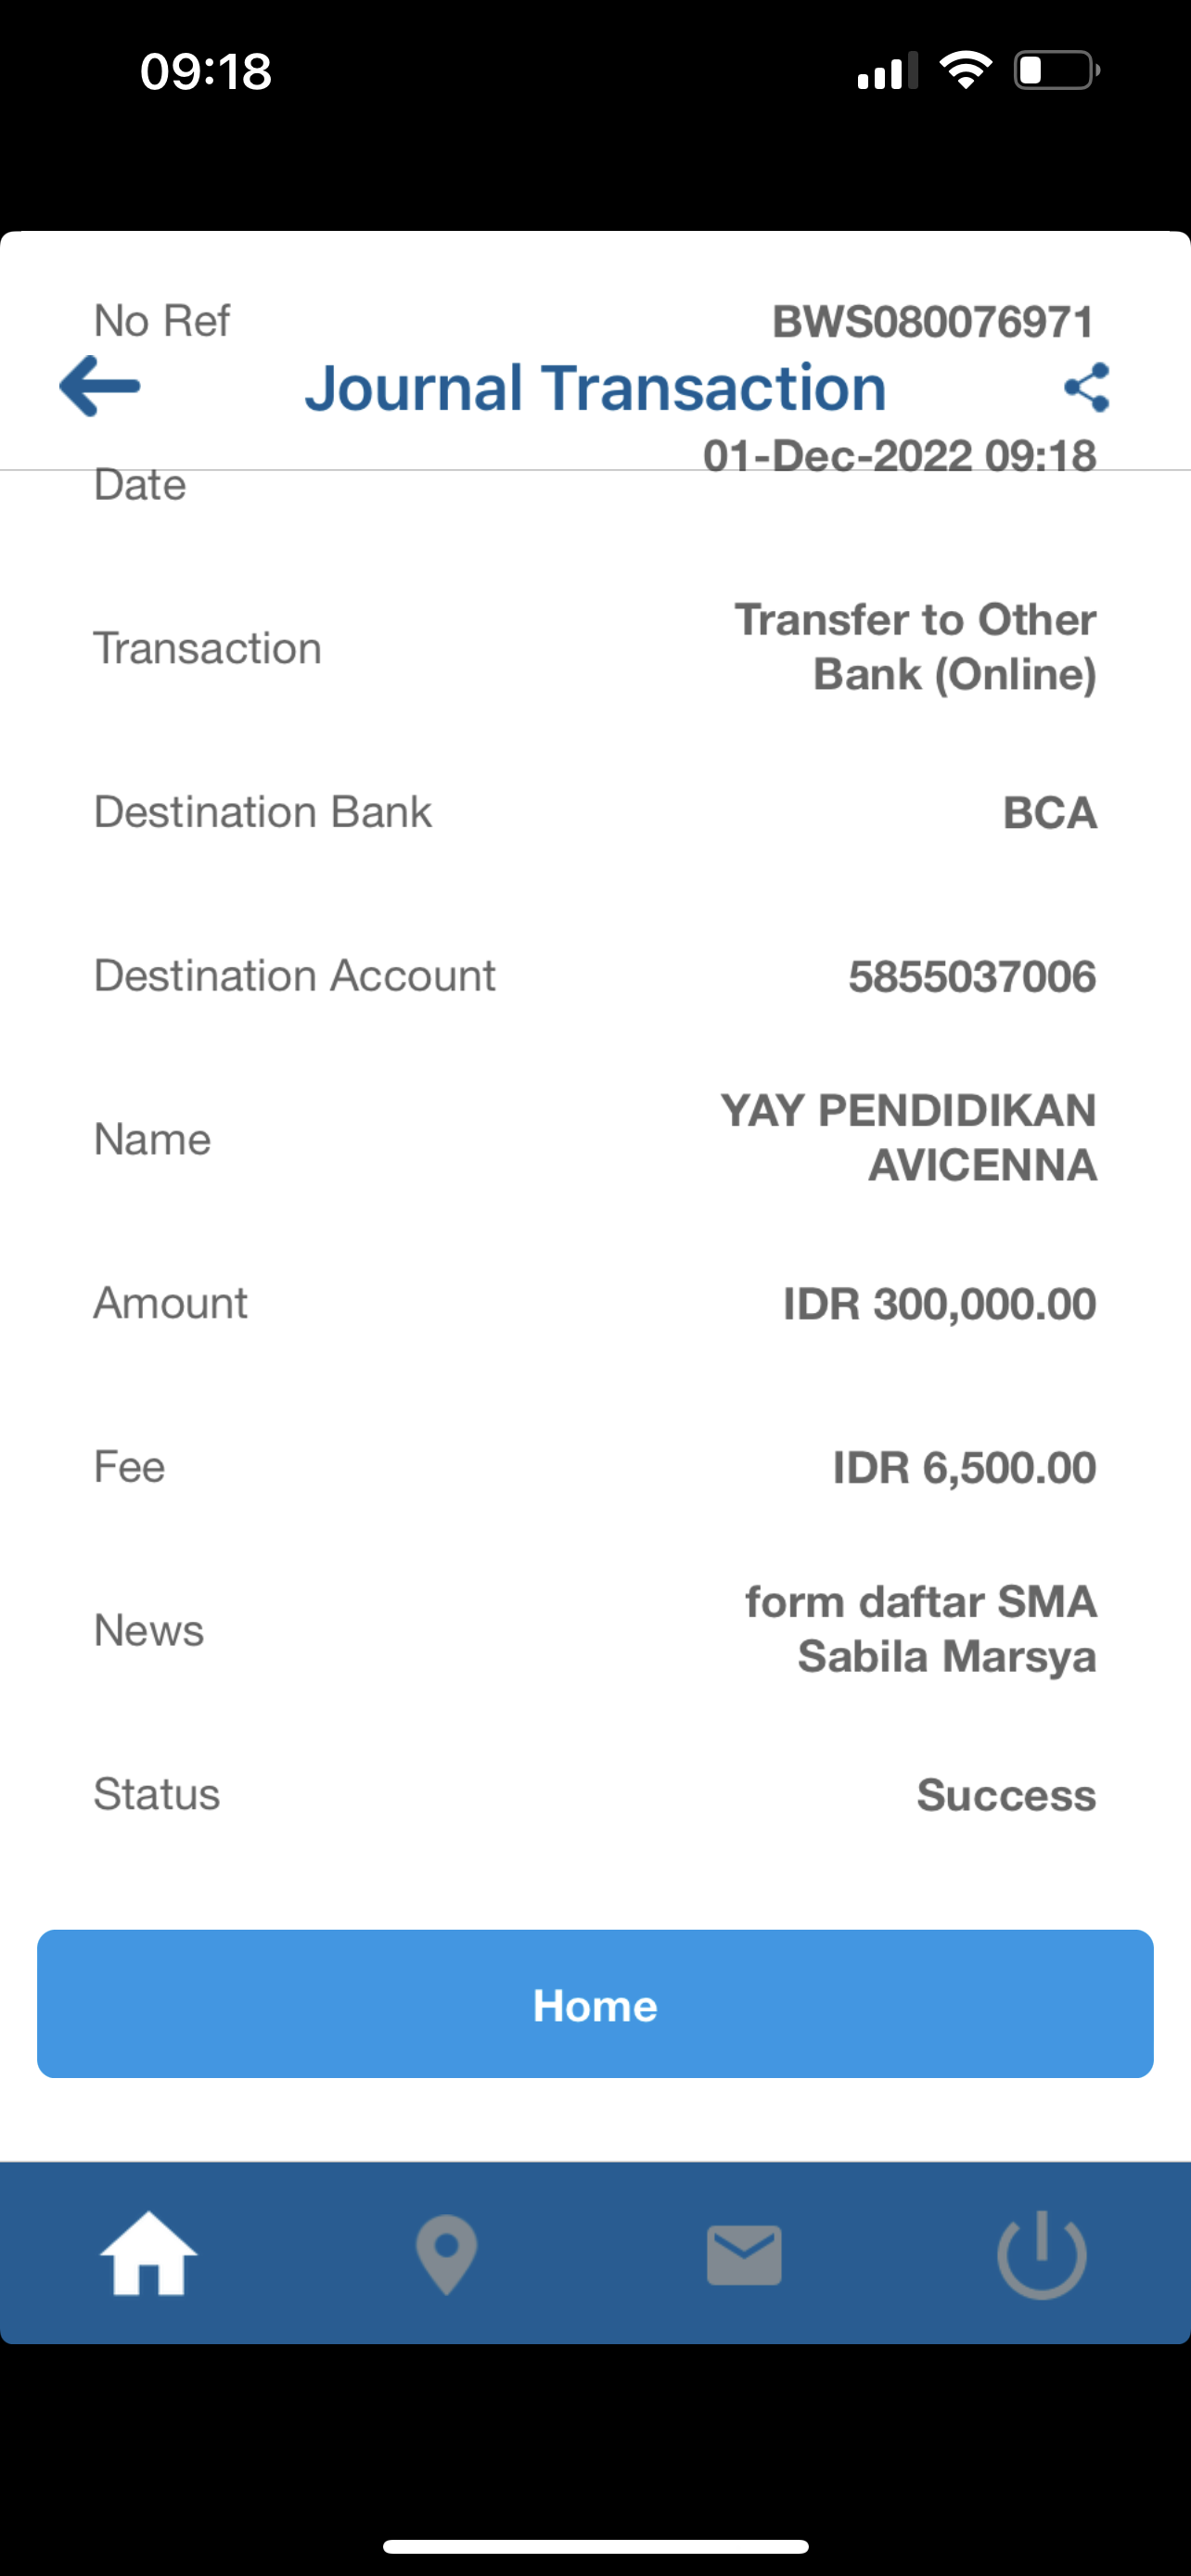 09:18
No Ref BWS080076971
Journal Transaction
01-Dec-2022 09:18
Date
Transaction
Transfer to Other
Bank (Online)
Destination Bank BCA
Destination Account 5855037006
Name
YAY PENDIDIKAN
AVICENNA
Amount IDR 300,000.00
Fee IDR 6,500.00
News
form daftar SMA
Sabila Marsya
Status Success
Home